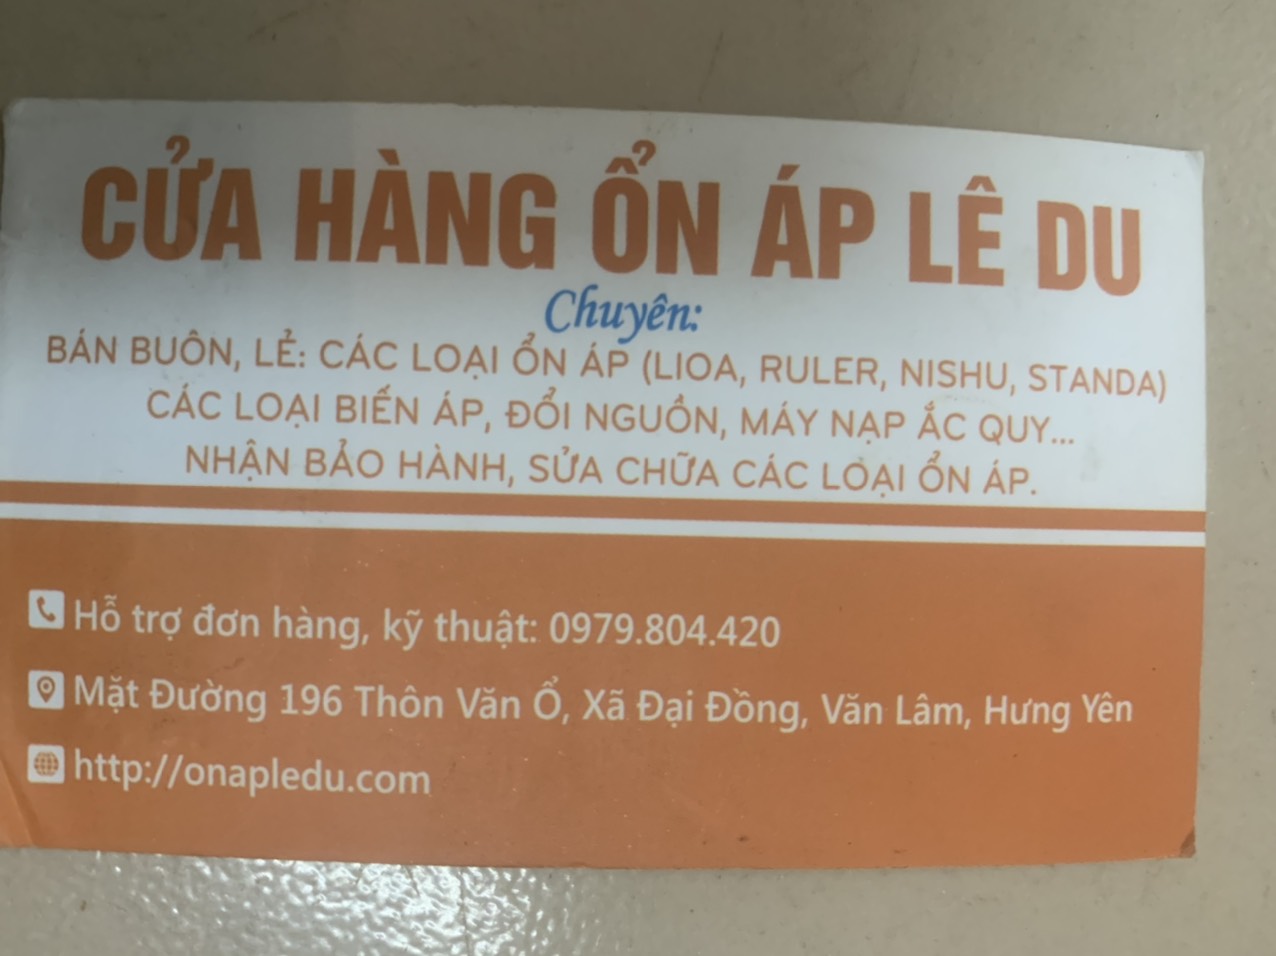 CỬA HÀNG ỔN ÁP LÊ DU
Chuyên:
BÁN BUÔN, LẺ: CÁC LOẠI ỔN ÁP (LIOA, RULER, NISHU, STANDA)
CÁC LOẠI BIẾN ÁP, ĐỔI NGUỒN, MÁY NẠP ẮC QUY...
NHẬN BẢO HÀNH, SỬA CHỮA CÁC LOẠI ỔN ÁP.
Hỗ trợ đơn hàng, kỹ thuật: 0979.804.420
Mặt Đường 196 Thôn Văn Ổ, Xã Đại Đồng, Văn Lâm, Hưng Yên
http://onapledu.com